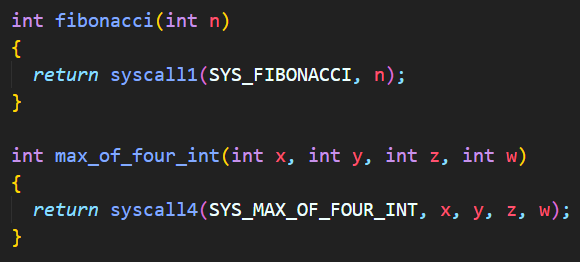 int fibonacci(int n)
{
  return syscall1(SYS_FIBONACCI, n);
}

int max_of_four_int(int x, int y, int z, int w)
{
  return syscall4(SYS_MAX_OF_FOUR_INT, x, y, z, w);
}